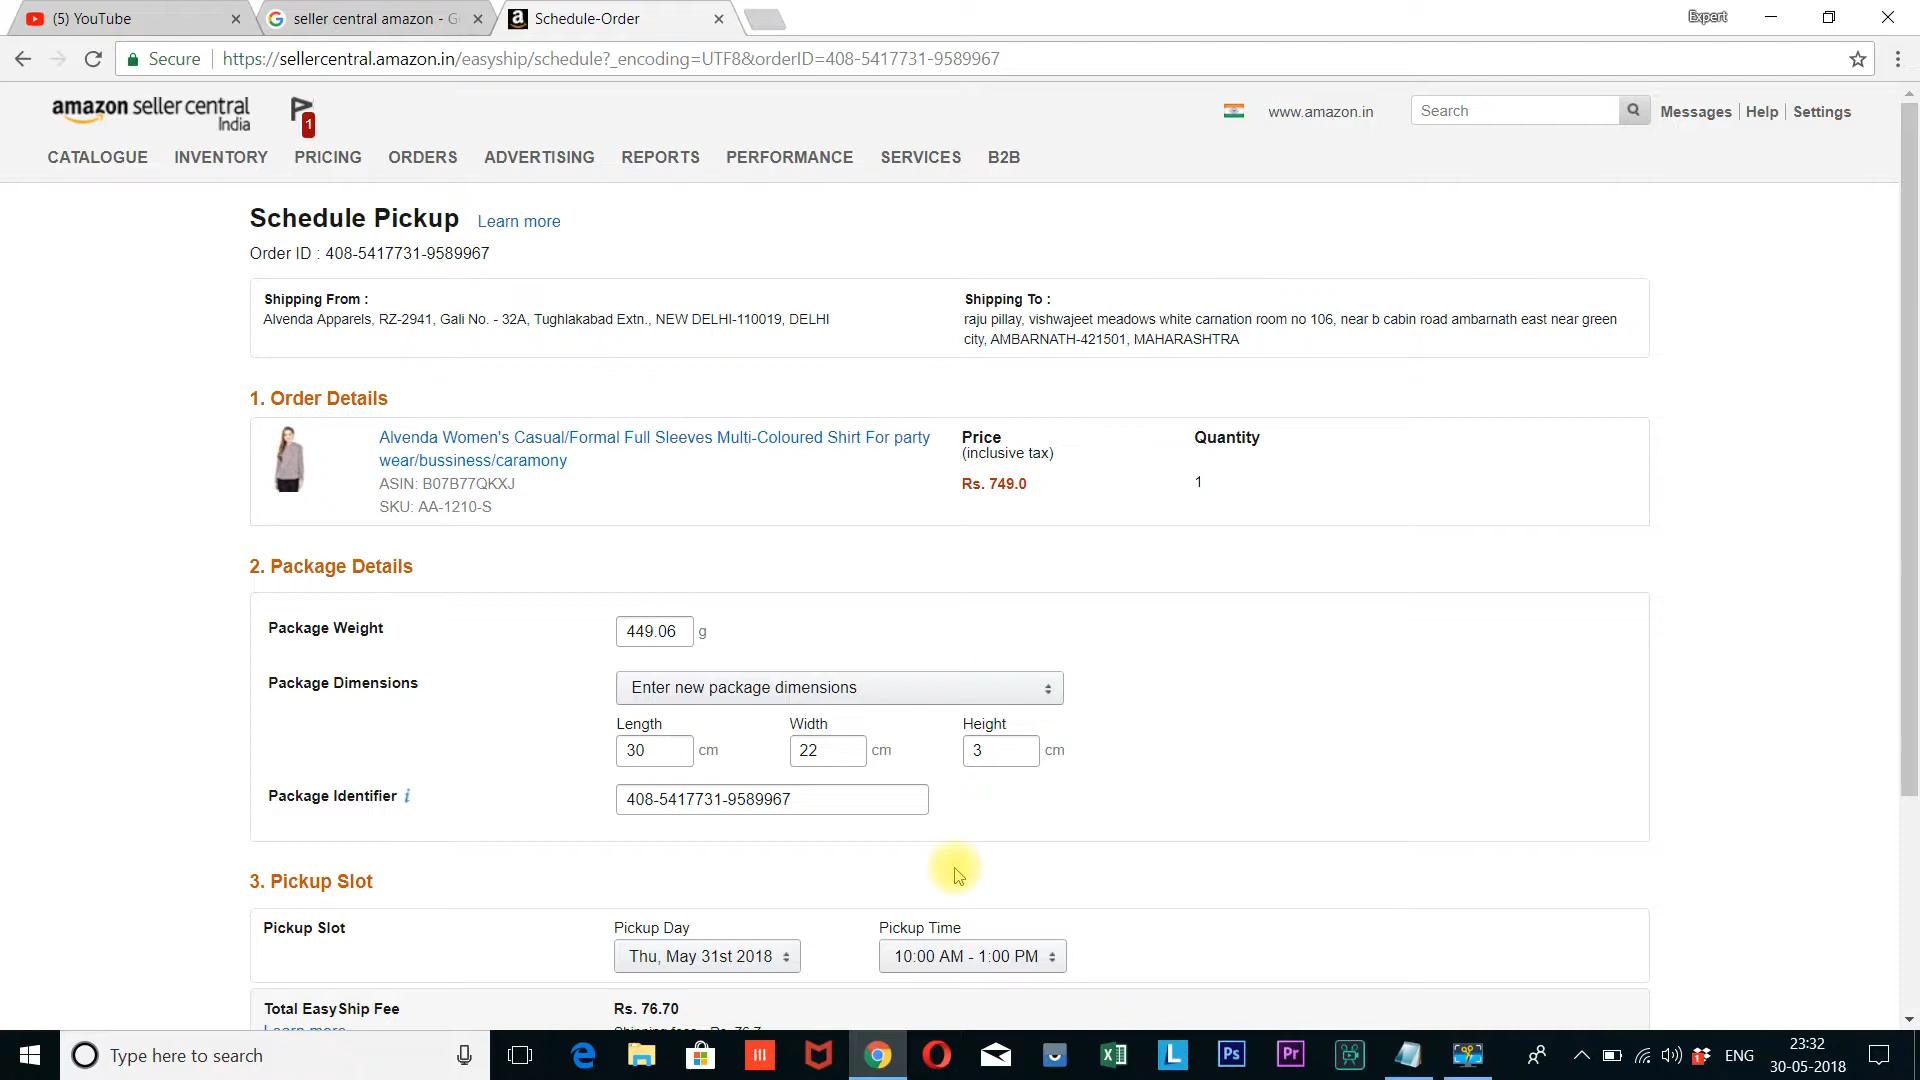 (5) YouTube
seller central amazon - G
Schedule-Order
Expert
Secure
https://sellercentral.amazon.in/easyship/schedule?_encoding=UTF8&orderID=408-5417731-9589967
amazon seller central
India
1
www.amazon.in
Search
Messages | Help | Settings
CATALOGUE INVENTORY PRICING ORDERS ADVERTISING REPORTS PERFORMANCE SERVICES B2B
Schedule Pickup Learn more
Order ID : 408-5417731-9589967
Shipping From :
Alvenda Apparels, RZ-2941, Gali No. - 32A, Tughlakabad Extn., NEW DELHI-110019, DELHI
Shipping To :
raju pillay, vishwajeet meadows white carnation room no 106, near b cabin road ambarnath east near green
city, AMBARNATH-421501, MAHARASHTRA
1. Order Details
Alvenda Women's Casual/Formal Full Sleeves Multi-Coloured Shirt For party
wear/bussiness/caramony
ASIN: B07B77QKXJ
SKU: AA-1210-S
Price
(inclusive tax)
Rs. 749.0
Quantity
1
2. Package Details
Package Weight
449.06 g
Package Dimensions
Enter new package dimensions
Length Width Height
30 cm 22 cm 3 cm
Package Identifier i
408-5417731-9589967
3. Pickup Slot
Pickup Slot
Pickup Day
Thu, May 31st 2018
Pickup Time
10:00 AM - 1:00 PM
Total EasyShip Fee
Rs. 76.70
Learn more
Shipping fees - Rs. 76.7
Type here to search
Ps
Pr
L
ENG
23:32
30-05-2018